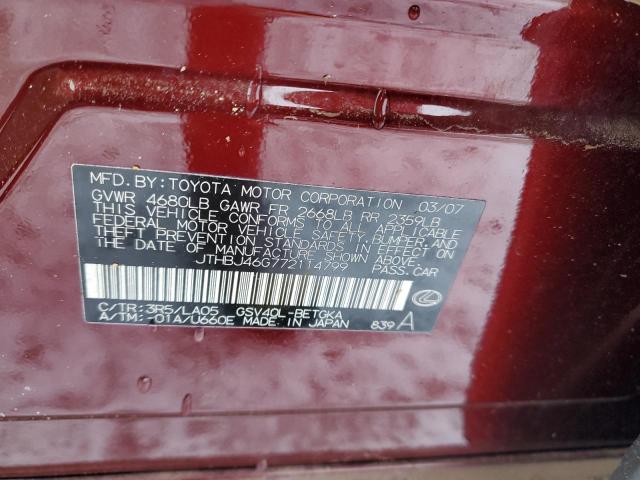 MFD. BY: TOYOTA MOTOR CORPORATION 03/07
GVWR 4680LB GAWR FR 2668LB RR 2359LB
THIS VEHICLE CONFORMS TO ALL APPLICABLE
FEDERAL MOTOR VEHICLE SAFETY, BUMPER, AND
THEFT PREVENTION STANDARDS IN EFFECT ON
THE DATE OF MANUFACTURE SHOWN ABOVE.
JTHBJ46G772114799 PASS. CAR
C/TR: 3R5/LA05 GSV40L-BETGKA
A/TM: -01A/U660E MADE IN JAPAN 839 A